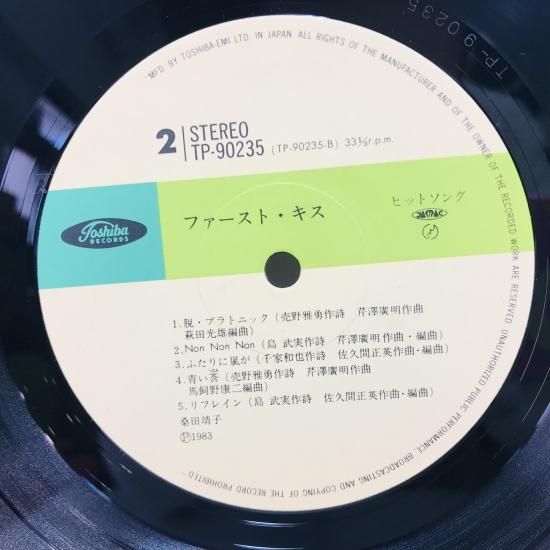 "MFD. BY TOSHIBA-EMI LTD. IN JAPAN. ALL RIGHTS OF THE MANUFACTURER AND OF THE OWNER OF THE RECORDED WORK ARE RESERVED. UNAUTHORIZED PUBLIC PERFORMANCE, BROADCASTING AND COPYING OF THE RECORD PROHIBITED"
TP-90235
2 STEREO
TP-90235 (TP-90235-B) 33⅓r.p.m.
Toshiba
RECORDS
ファースト・キス
ヒットソング
JASRAC
1.脱・プラトニック(売野雅勇作詩 芹澤廣明作曲
萩田光雄編曲)
2.Non Non Non(島 武実作詩 芹澤廣明作曲・編曲)
3.ふたりに嵐が(千家和也作詩 佐久間正英作曲・編曲)
4.青い蕾(売野雅勇作詩 芹澤廣明作曲
馬飼野康二編曲)
5.リフレイン(島 武実作詩 佐久間正英作曲・編曲)
桑田靖子
Ⓟ1983